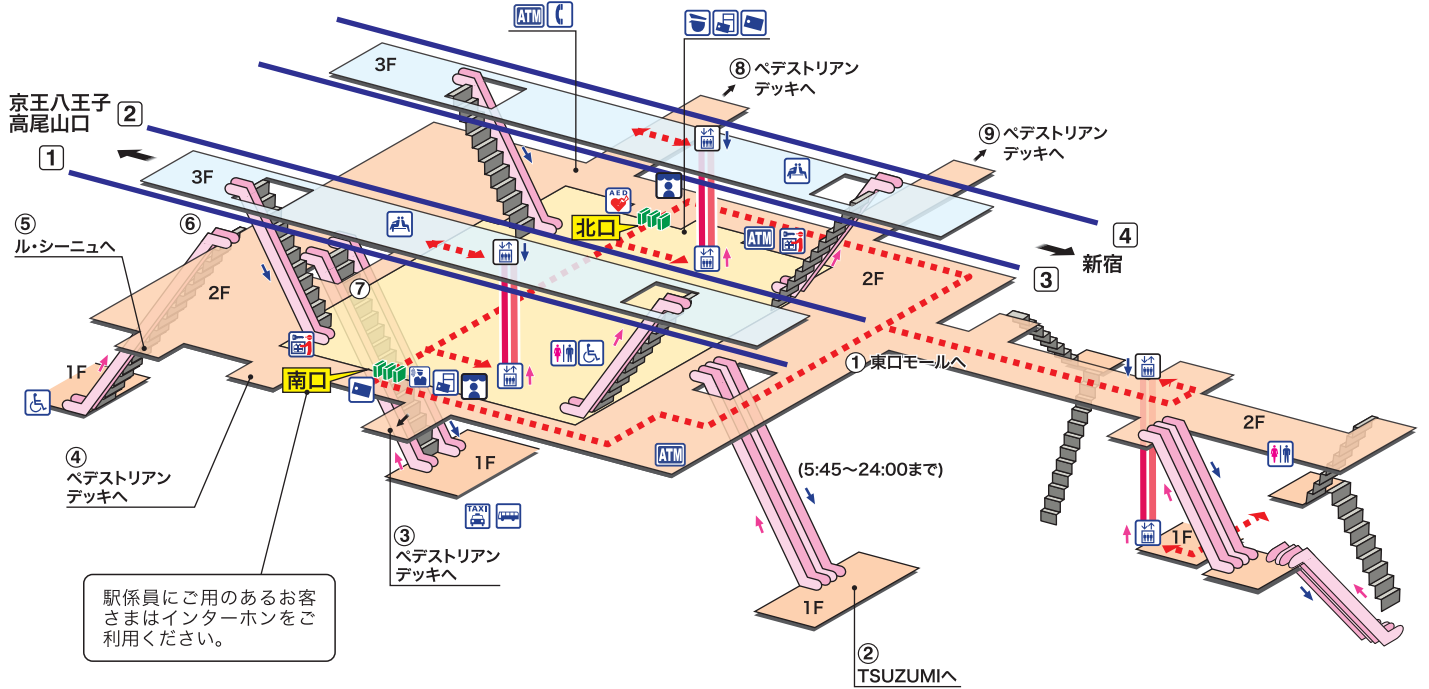 ATM
⑧ ペデストリアン
デッキへ
3F
京王八王子
高尾山口
2
1
⑨ ペデストリアン
デッキへ
3F
AED
北口
⑤
ル・シーニュへ
⑥
4
新宿
3
ATM
2F
2F
⑦
1F
南口
① 東口モールへ
2F
④
ペデストリアン
デッキへ
1F
ATM
(5:45～24:00まで)
TAXI
③
ペデストリアン
デッキへ
1F
駅係員にご用のあるお客
さまはインターホンをご
利用ください。
1F
②
TSUZUMIへ